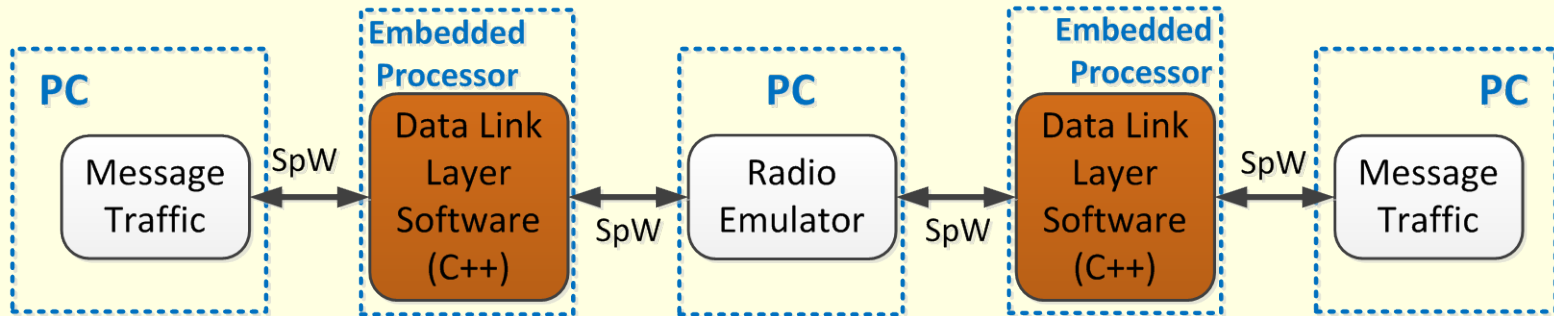 PC
Message
Traffic
SpW
Embedded
Processor
Data Link
Layer
Software
(C++)
SpW
PC
Radio
Emulator
SpW
Embedded
Processor
Data Link
Layer
Software
(C++)
SpW
PC
Message
Traffic